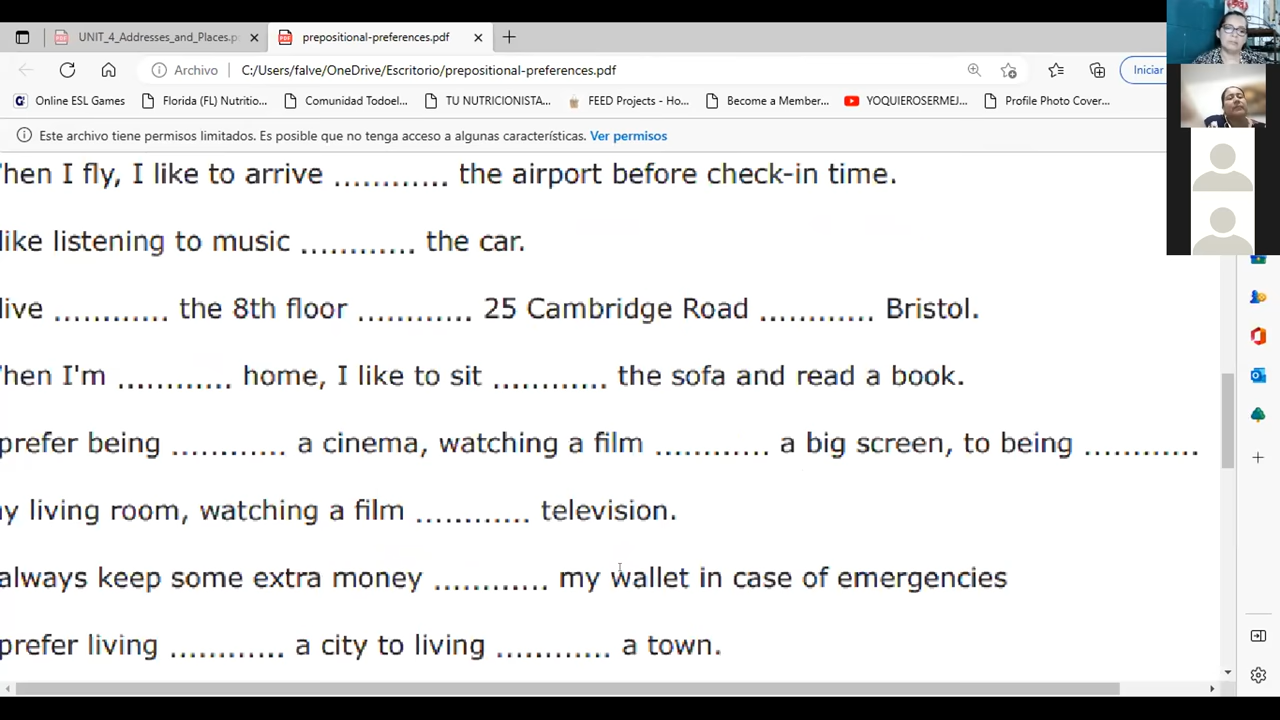 UNIT_4_Addresses_and_Places.p
prepositional-preferences.pdf
Archivo
C:/Users/falve/OneDrive/Escritorio/prepositional-preferences.pdf
Iniciar
Online ESL Games
Florida (FL) Nutritio...
Comunidad Todoel...
TU NUTRICIONISTA...
FEED Projects - Ho...
Become a Member...
YOQUIEROSERMEJ...
Profile Photo Cover...
Este archivo tiene permisos limitados. Es posible que no tenga acceso a algunas características. Ver permisos
hen I fly, I like to arrive ............ the airport before check-in time.
like listening to music ............ the car.
live ............ the 8th floor ............ 25 Cambridge Road ............ Bristol.
hen I'm ............ home, I like to sit ............ the sofa and read a book.
prefer being ............ a cinema, watching a film ............ a big screen, to being ............
y living room, watching a film ............ television.
always keep some extra money ............ my wallet in case of emergencies
prefer living ............ a city to living ............ a town.